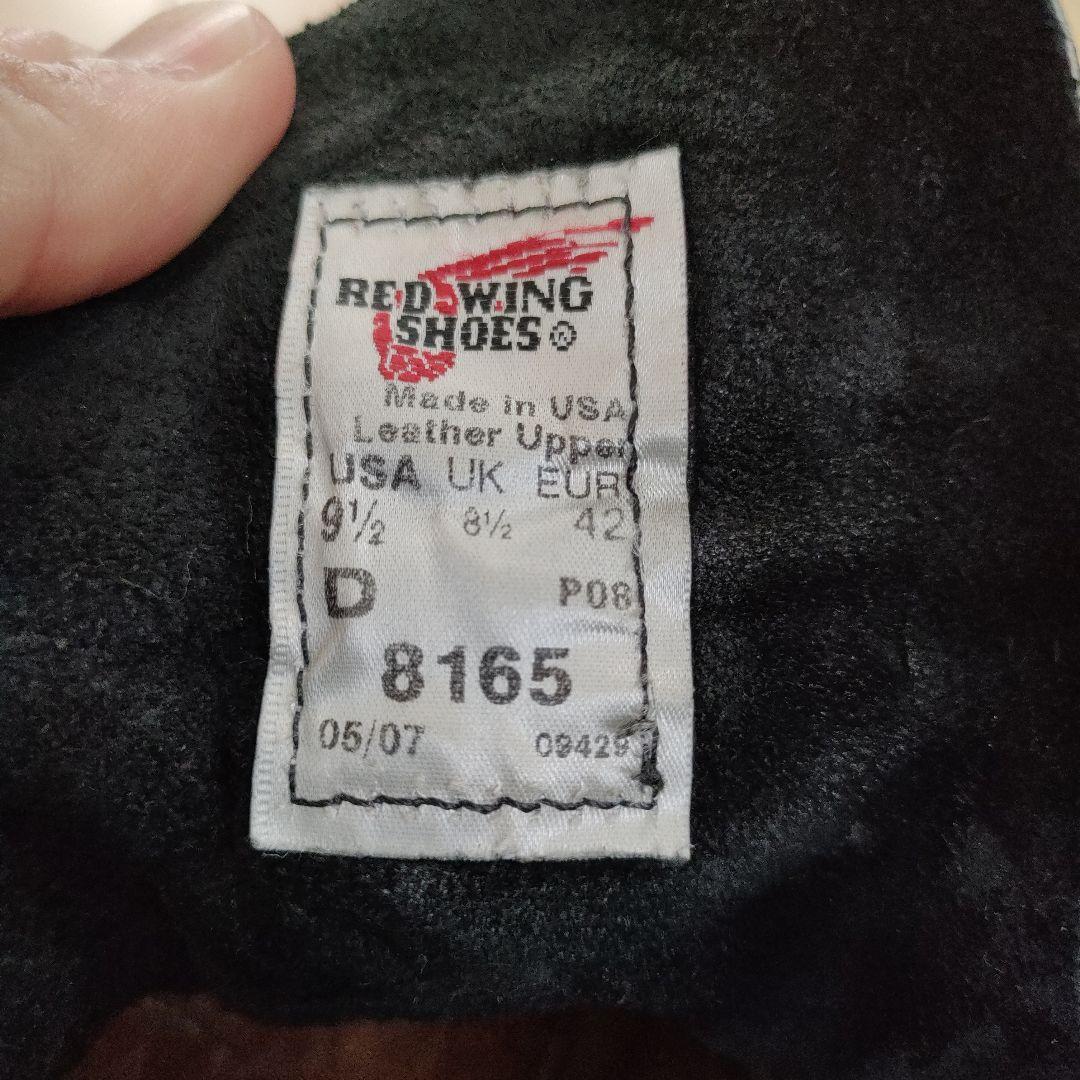 RED WING
SHOES®
Made in USA
Leather Upper
USA UK EUR
9½ 8½ 42
D P08
8165
05/07 09429